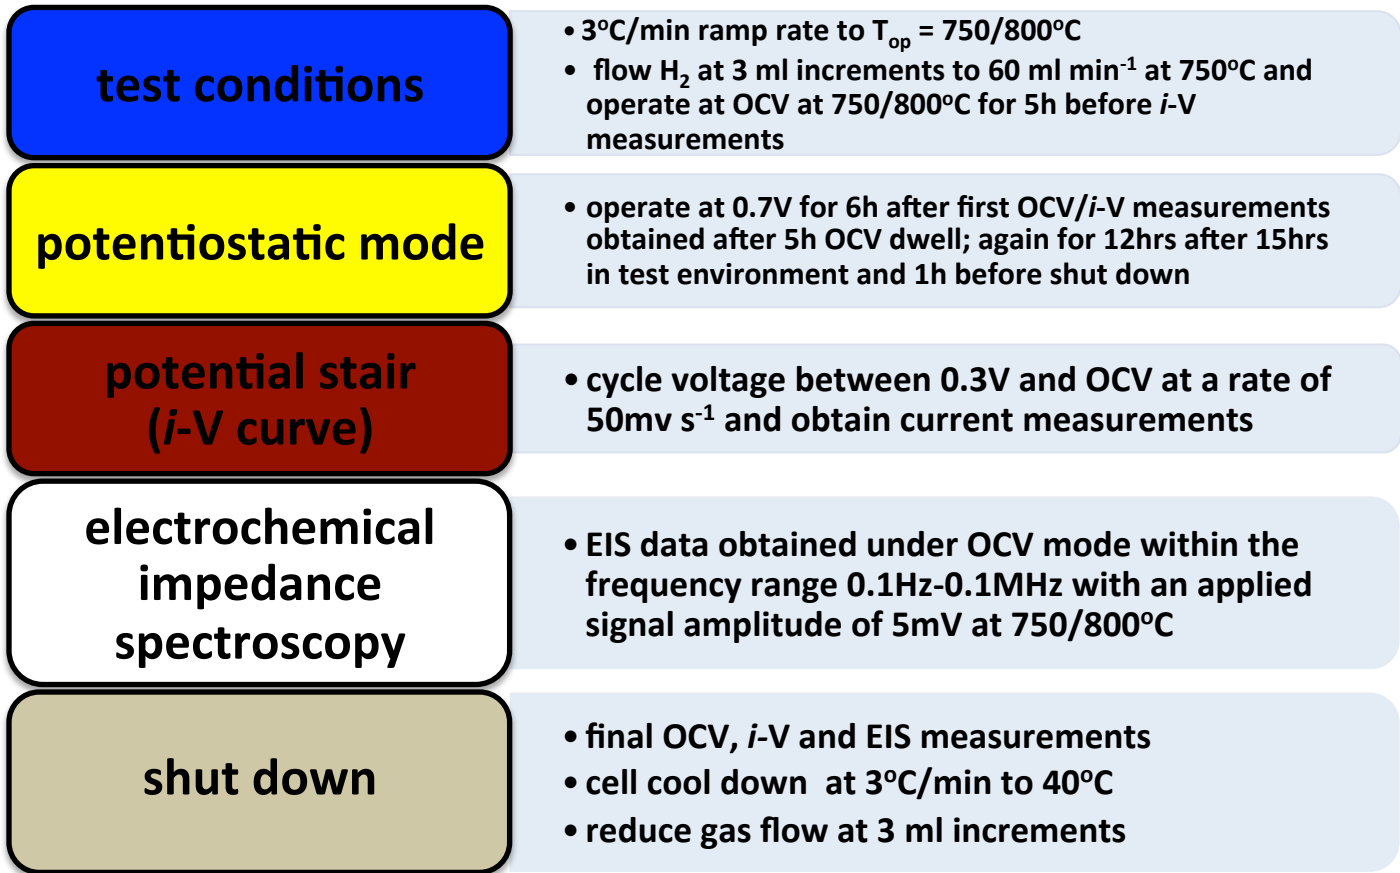 test conditions
• 3°C/min ramp rate to Top = 750/800°C
• flow H2 at 3 ml increments to 60 ml min-1 at 750°C and
operate at OCV at 750/800°C for 5h before i-V
measurements
potentiostatic mode
• operate at 0.7V for 6h after first OCV/i-V measurements
obtained after 5h OCV dwell; again for 12hrs after 15hrs
in test environment and 1h before shut down
potential stair
(i-V curve)
• cycle voltage between 0.3V and OCV at a rate of
50mv s-1 and obtain current measurements
electrochemical
impedance
spectroscopy
• EIS data obtained under OCV mode within the
frequency range 0.1Hz-0.1MHz with an applied
signal amplitude of 5mV at 750/800°C
shut down
• final OCV, i-V and EIS measurements
• cell cool down at 3°C/min to 40°C
• reduce gas flow at 3 ml increments